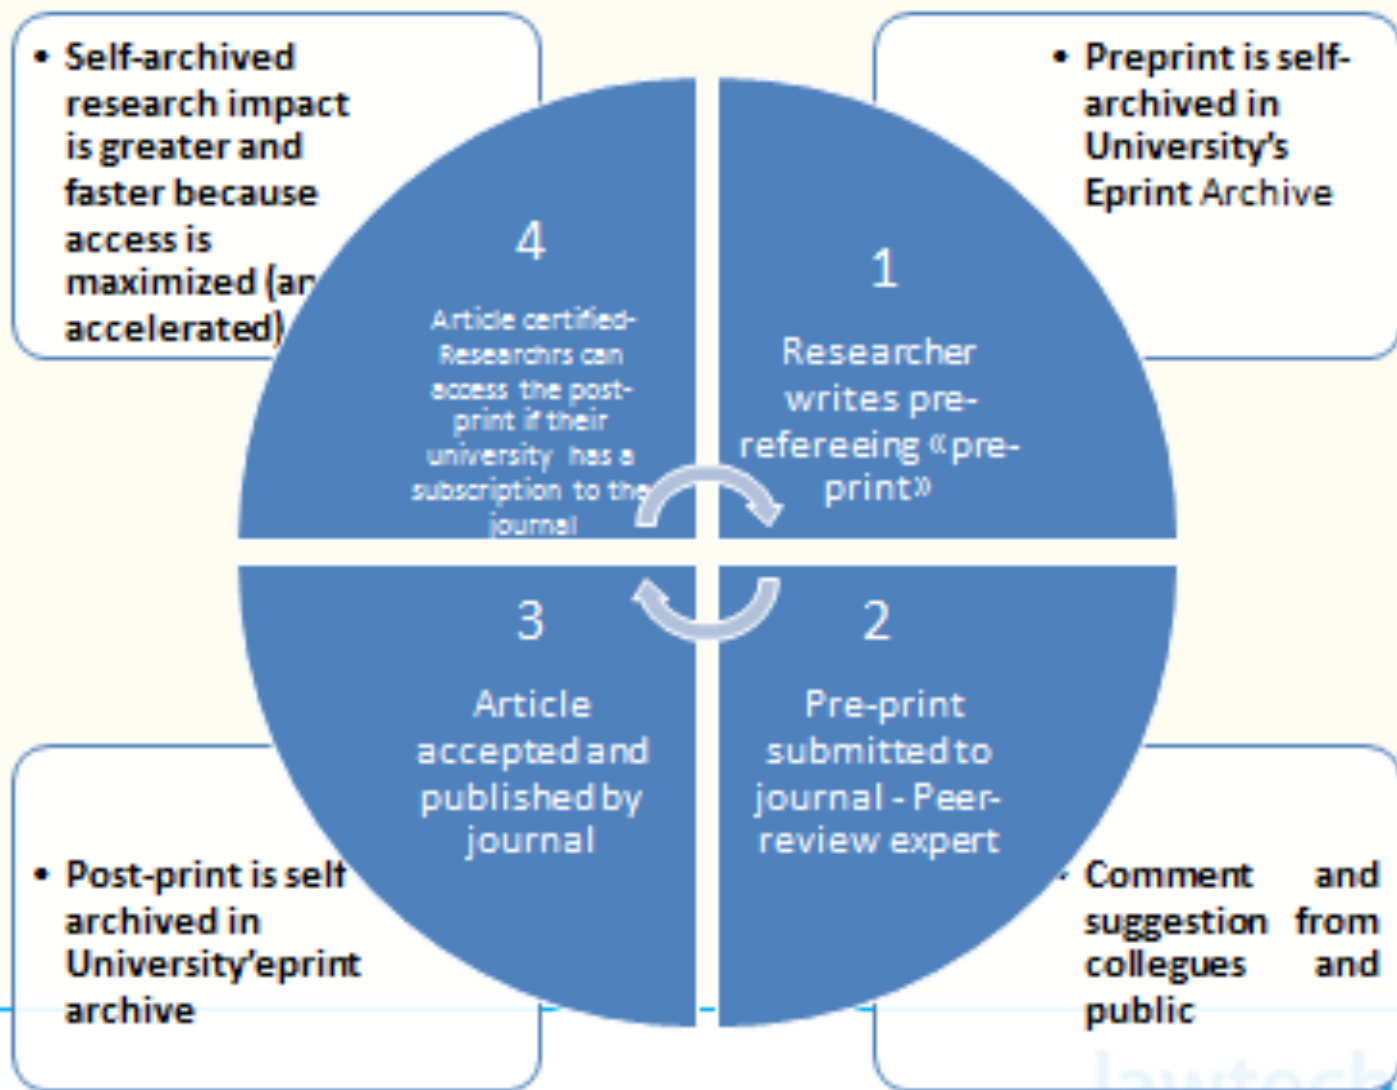 • Self-archived
research impact
is greater and
faster because
access is
maximized (an
accelerated)
• Preprint is self-
archived in
University's
Eprint Archive
4
Article certified-
Researchrs can
access the post-
print if their
university has a
subscription to the
journal
1
Researcher
writes pre-
refereeing «pre-
print»
3
Article
accepted and
published by
journal
2
Pre-print
submitted to
journal - Peer-
review expert
• Post-print is self
archived in
University'eprint
archive
• Comment and
suggestion from
collegues and
public
lawtech